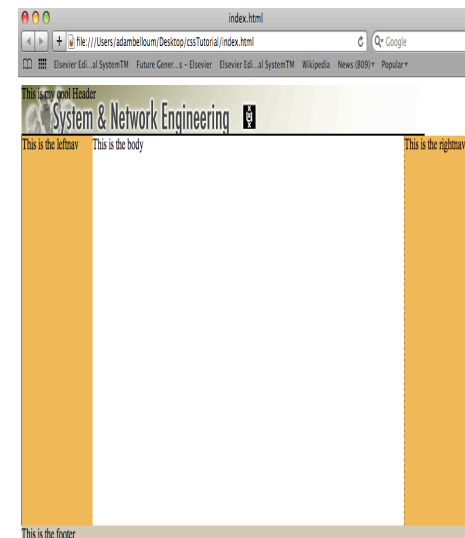 index.html
file:///Users/adambelloum/Desktop/cssTutorial/index.html
Google
Elsevier Edi...al SystemTM Future Gener...s – Elsevier Elsevier Edi...al SystemTM Wikipedia News (809) Popular
This is my cool Header
System & Network Engineering
This is the leftnav This is the body This is the rightnav
This is the footer